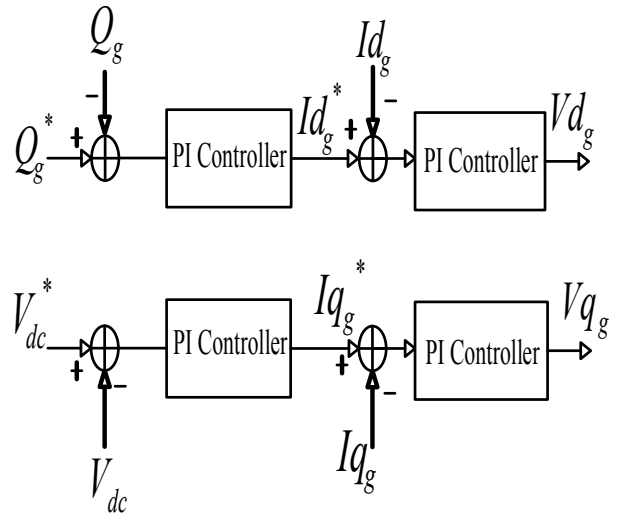 Q_g
Id_g
Q_g^*
-
+
PI Controller
Id_g^*
+
-
PI Controller
Vd_g
V_dc^*
+
-
PI Controller
Iq_g^*
+
-
PI Controller
Vq_g
V_dc
Iq_g